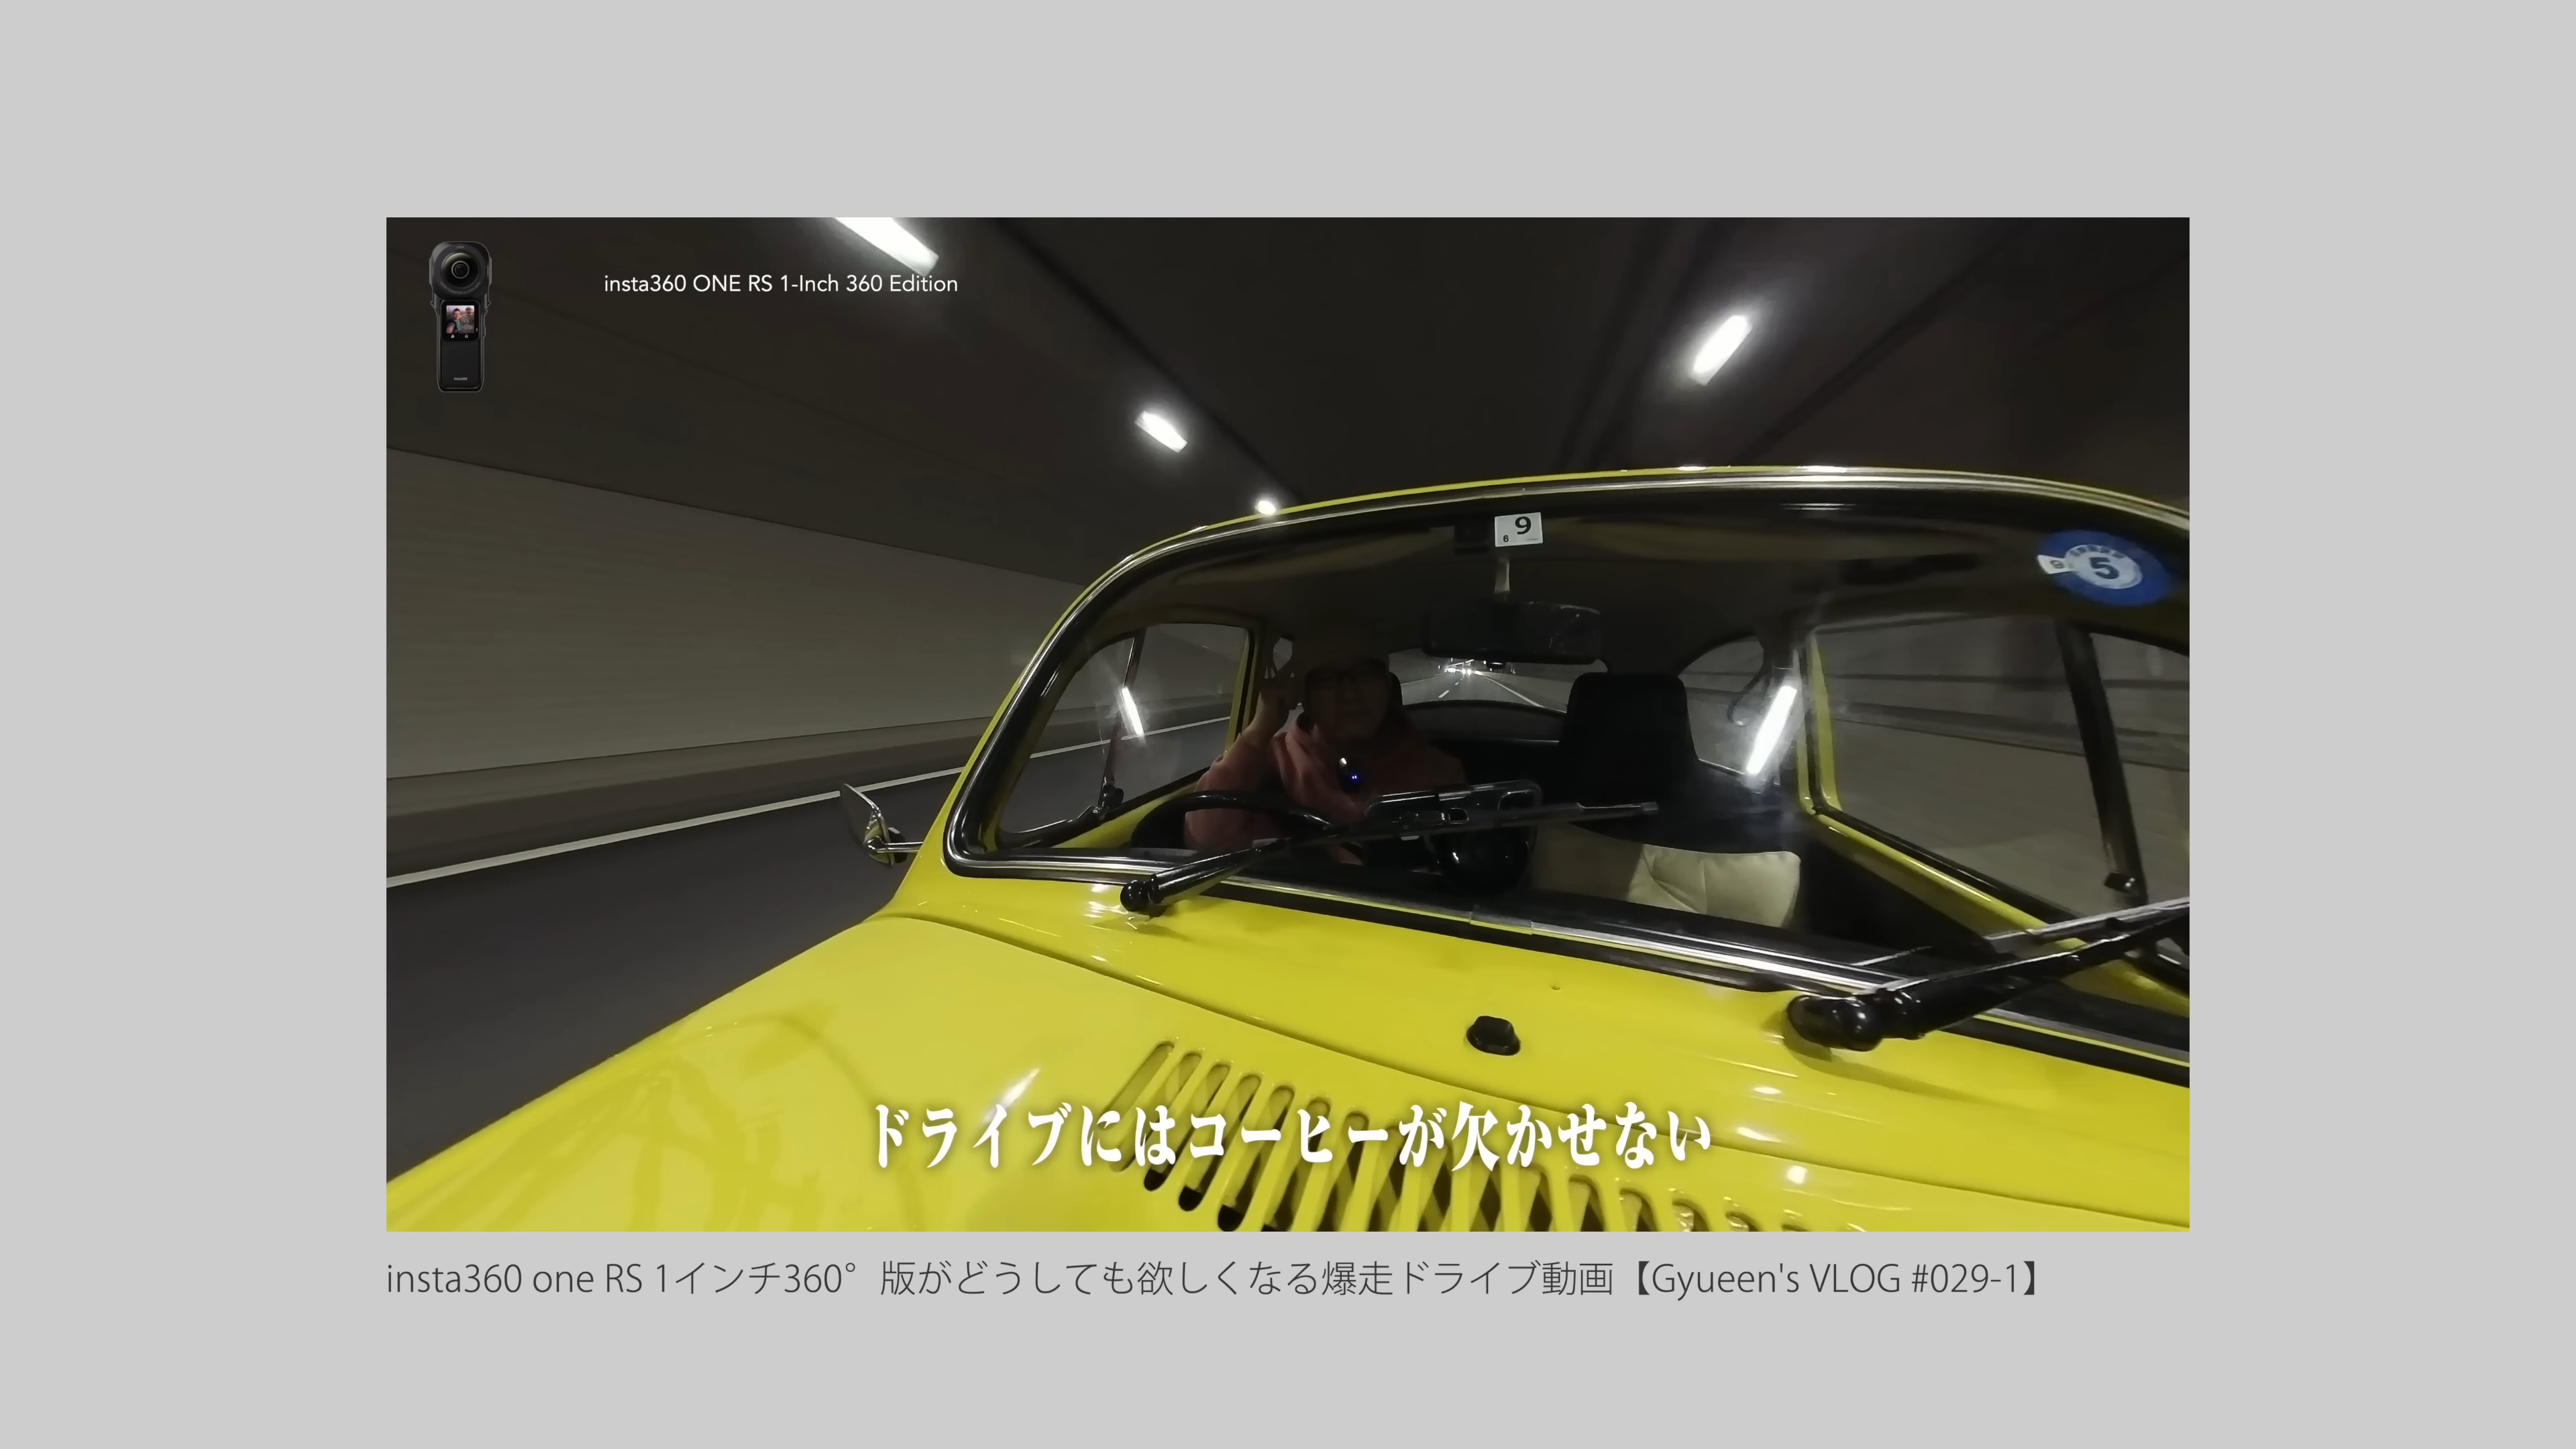 insta360 ONE RS 1-Inch 360 Edition
9
6
5
ドライブにはコーヒーが欠かせない
insta360 one RS 1インチ360°版がどうしても欲しくなる爆走ドライブ動画【Gyueen's VLOG #029-1】